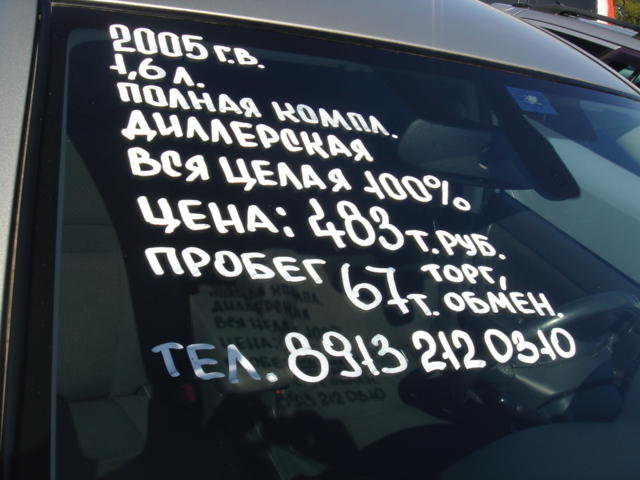 2005 г.в.
1,6 л.
ПОЛНАЯ КОМПЛ.
ДИЛЛЕРСКАЯ
ВСЯ ЦЕЛАЯ 100%
ЦЕНА: 483 Т. РУБ.
ПРОБЕГ 67 Т. ТОРГ, ОБМЕН.
ТЕЛ. 8913 212 0310